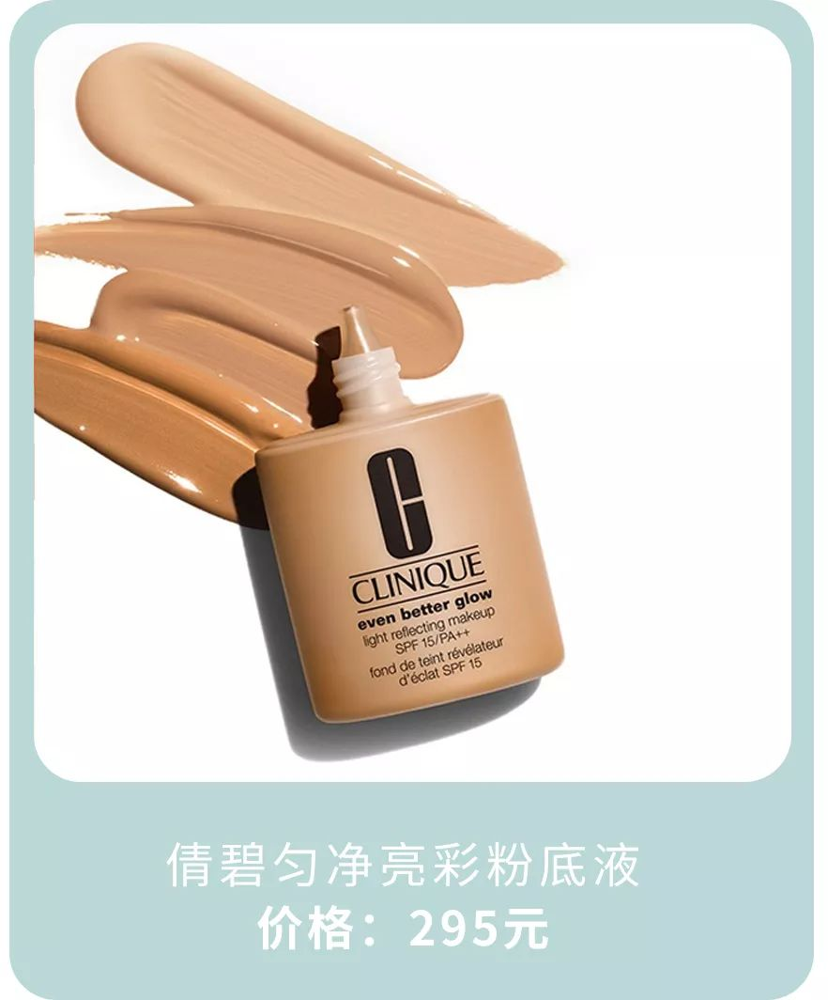 C
CLINIQUE
even better glow
light reflecting makeup
SPF 15/PA++
fond de teint révélateur
d'éclat SPF 15
倩碧匀净亮彩粉底液
价格：295元